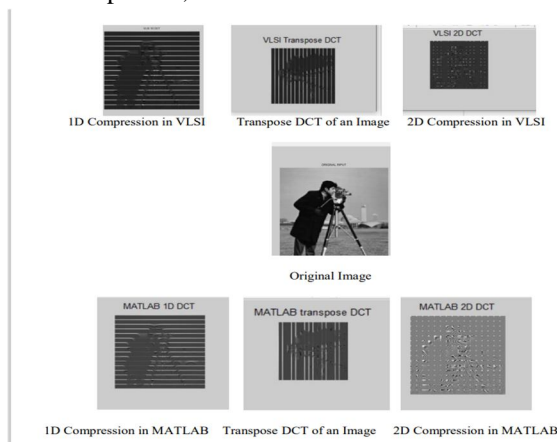 VLSI Transpose DCT
VLSI 2D DCT
1D Compression in VLSI
Transpose DCT of an Image
2D Compression in VLSI
ORIGINAL INPUT
Original Image
MATLAB 1D DCT
MATLAB transpose DCT
MATLAB 2D DCT
1D Compression in MATLAB
Transpose DCT of an Image
2D Compression in MATLAB